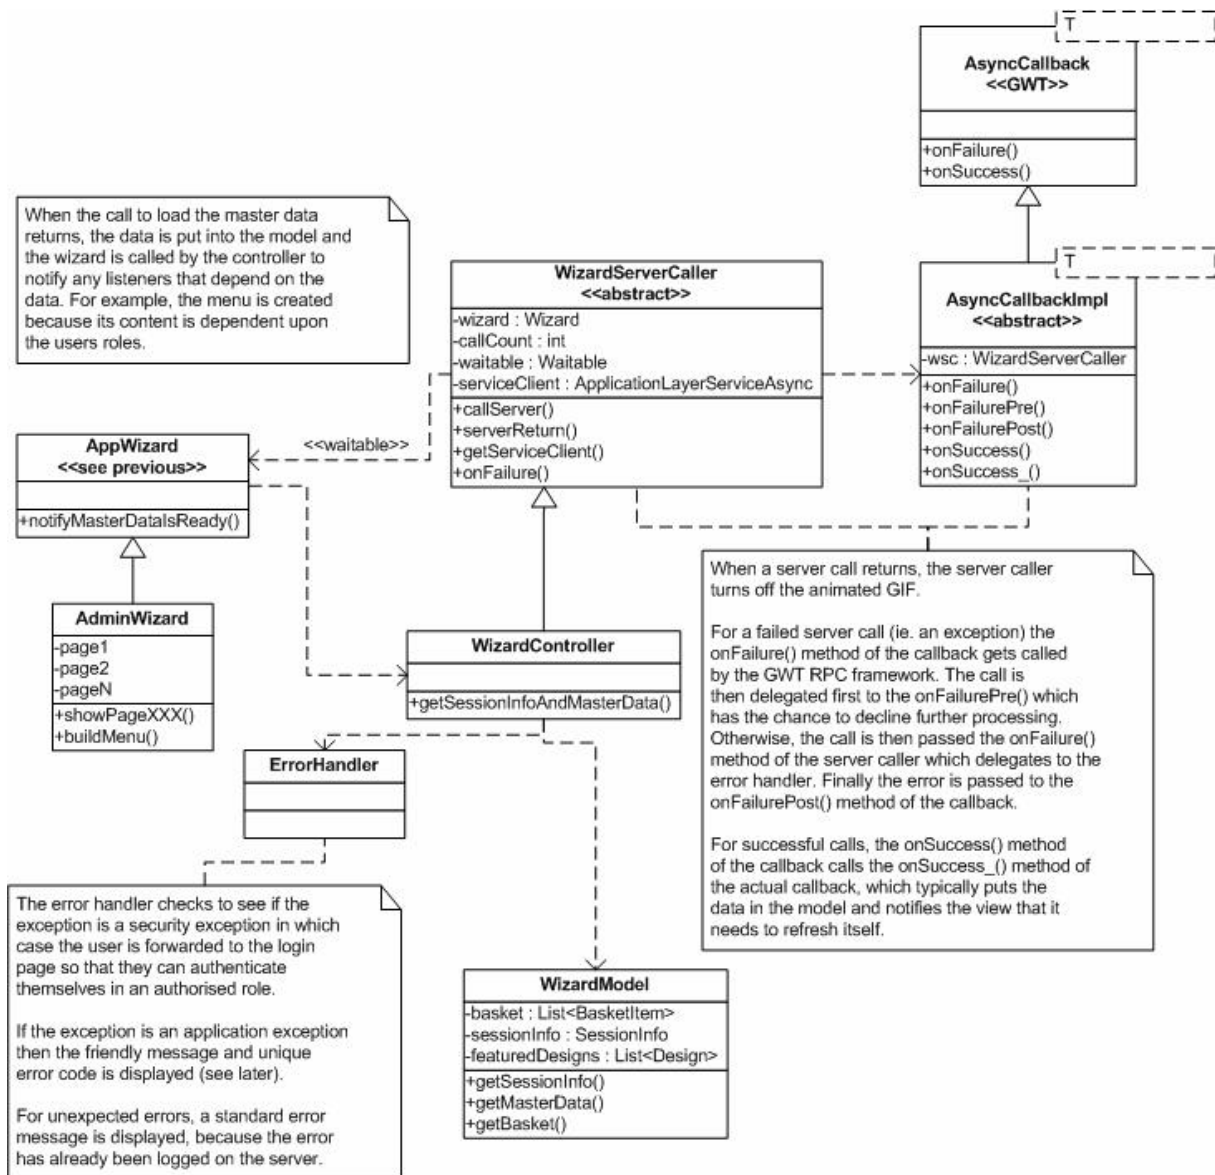 T
AsyncCallback
<<GWT>>
+onFailure()
+onSuccess()
When the call to load the master data
returns, the data is put into the model and
the wizard is called by the controller to
notify any listeners that depend on the
data. For example, the menu is created
because its content is dependent upon
the users roles.
WizardServerCaller
<<abstract>>
-wizard : Wizard
-callCount : int
-waitable : Waitable
-serviceClient : ApplicationLayerServiceAsync
+callServer()
+serverReturn()
+getServiceClient()
+onFailure()
T
AsyncCallbackImpl
<<abstract>>
-wsc : WizardServerCaller
+onFailure()
+onFailurePre()
+onFailurePost()
+onSuccess()
+onSuccess_()
<<waitable>>
AppWizard
<<see previous>>
+notifyMasterDataIsReady()
AdminWizard
-page1
-page2
-pageN
+showPageXXX()
+buildMenu()
WizardController
+getSessionInfoAndMasterData()
When a server call returns, the server caller
turns off the animated GIF.
For a failed server call (ie. an exception) the
onFailure() method of the callback gets called
by the GWT RPC framework. The call is
then delegated first to the onFailurePre() which
has the chance to decline further processing.
Otherwise, the call is then passed the onFailure()
method of the server caller which delegates to the
error handler. Finally the error is passed to the
onFailurePost() method of the callback.
For successful calls, the onSuccess() method
of the callback calls the onSuccess_() method of
the actual callback, which typically puts the
data in the model and notifies the view that it
needs to refresh itself.
ErrorHandler
The error handler checks to see if the
exception is a security exception in which
case the user is forwarded to the login
page so that they can authenticate
themselves in an authorised role.
If the exception is an application exception
then the friendly message and unique
error code is displayed (see later).
For unexpected errors, a standard error
message is displayed, because the error
has already been logged on the server.
WizardModel
-basket : List<BasketItem>
-sessionInfo : SessionInfo
-featuredDesigns : List<Design>
+getSessionInfo()
+getMasterData()
+getBasket()